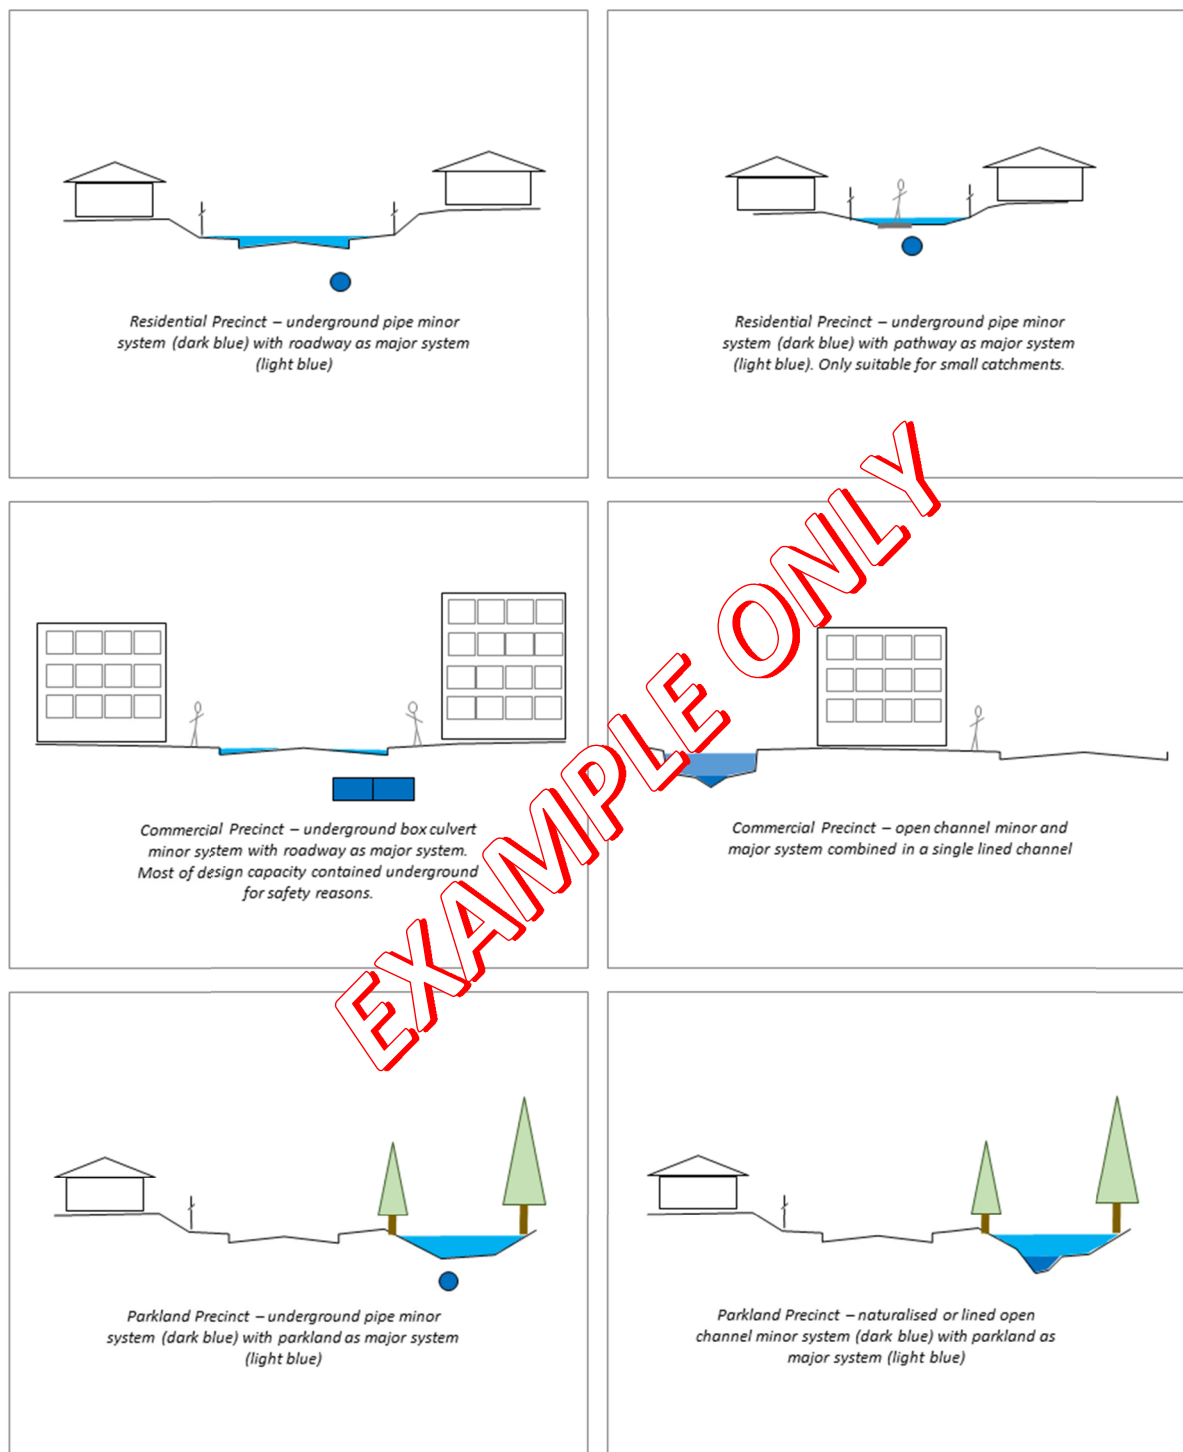 Residential Precinct – underground pipe minor
system (dark blue) with roadway as major system
(light blue)
Residential Precinct – underground pipe minor
system (dark blue) with pathway as major system
(light blue). Only suitable for small catchments.
Commercial Precinct – underground box culvert
minor system with roadway as major system.
Most of design capacity contained underground
for safety reasons.
Commercial Precinct – open channel minor and
major system combined in a single lined channel
EXAMPLE ONLY
Parkland Precinct – underground pipe minor
system (dark blue) with parkland as major system
(light blue)
Parkland Precinct – naturalised or lined open
channel minor system (dark blue) with parkland as
major system (light blue)